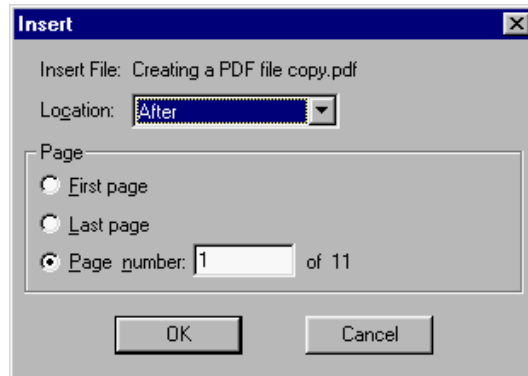 Insert
Insert File: Creating a PDF file copy.pdf
Location: After
Page
First page
Last page
Page number: 1 of 11
OK Cancel